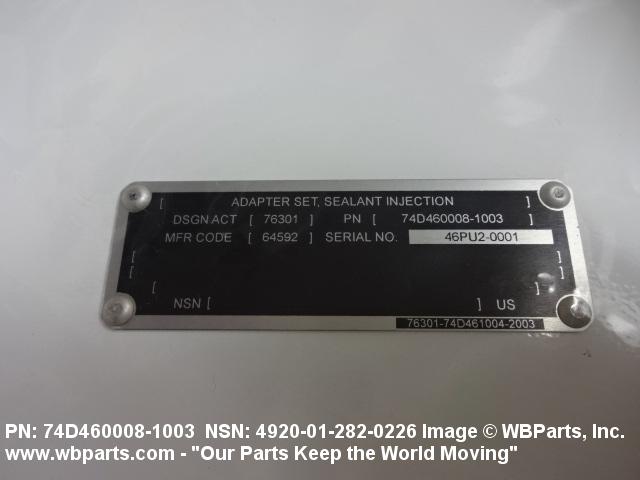 [ ADAPTER SET, SEALANT INJECTION ]
DSGN ACT [ 76301 ] PN [ 74D460008-1003 ]
MFR CODE [ 64592 ] SERIAL NO. 46PU2-0001
[ ]
[ ]
[ ]
NSN [ ] US
76301-74D461004-2003
PN: 74D460008-1003 NSN: 4920-01-282-0226 Image © WBParts, Inc.
www.wbparts.com - "Our Parts Keep the World Moving"